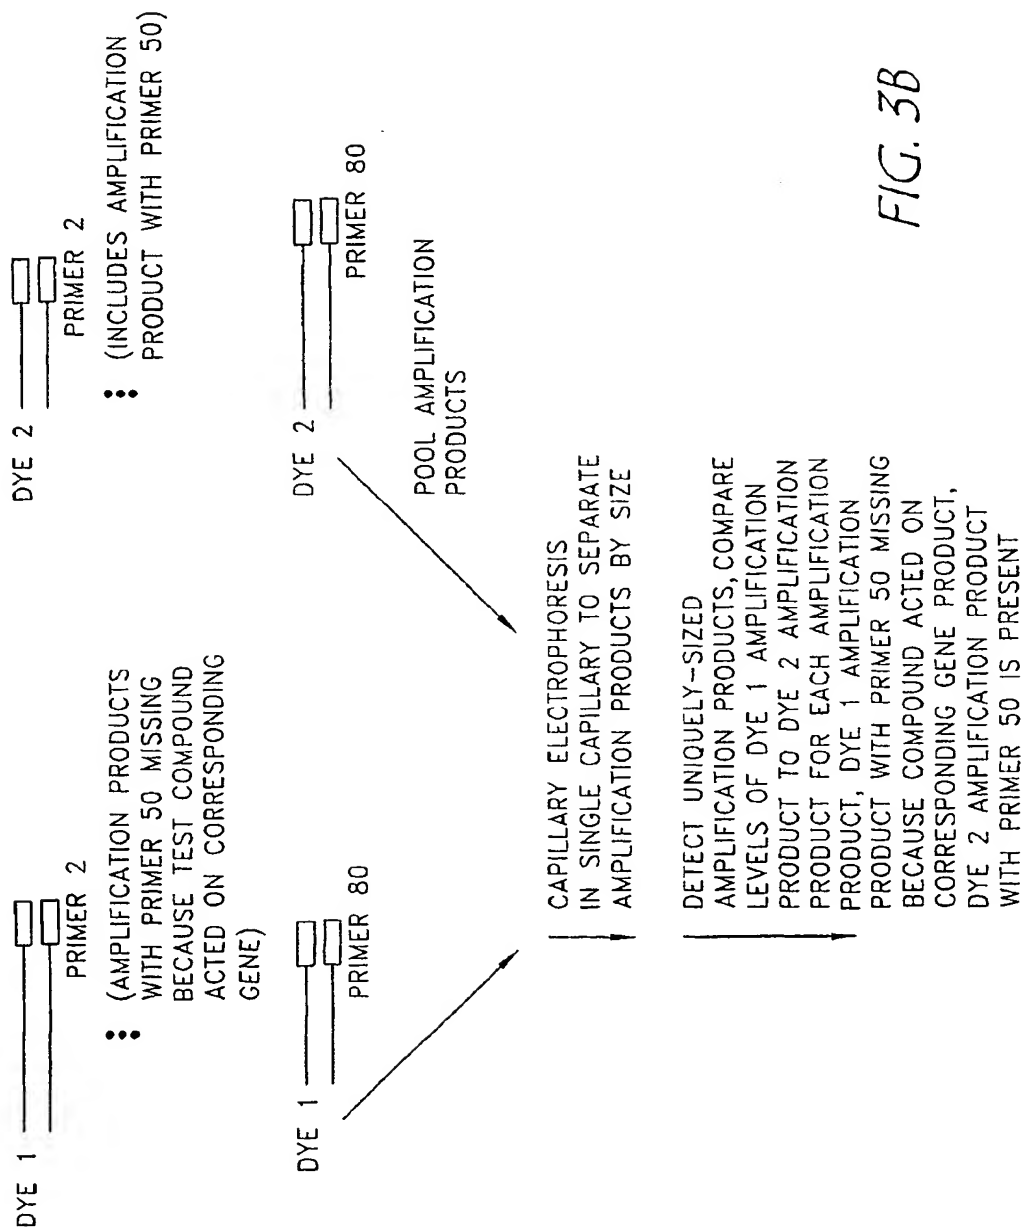 DYE 1
PRIMER 2
(AMPLIFICATION PRODUCTS
WITH PRIMER 50 MISSING
BECAUSE TEST COMPOUND
ACTED ON CORRESPONDING
GENE)
DYE 1
PRIMER 80
DYE 2
PRIMER 2
(INCLUDES AMPLIFICATION
PRODUCT WITH PRIMER 50)
DYE 2
PRIMER 80
POOL AMPLIFICATION
PRODUCTS
CAPILLARY ELECTROPHORESIS
IN SINGLE CAPILLARY TO SEPARATE
AMPLIFICATION PRODUCTS BY SIZE
DETECT UNIQUELY-SIZED
AMPLIFICATION PRODUCTS, COMPARE
LEVELS OF DYE 1 AMPLIFICATION
PRODUCT TO DYE 2 AMPLIFICATION
PRODUCT FOR EACH AMPLIFICATION
PRODUCT, DYE 1 AMPLIFICATION
PRODUCT WITH PRIMER 50 MISSING
BECAUSE COMPOUND ACTED ON
CORRESPONDING GENE PRODUCT,
DYE 2 AMPLIFICATION PRODUCT
WITH PRIMER 50 IS PRESENT
FIG. 3B